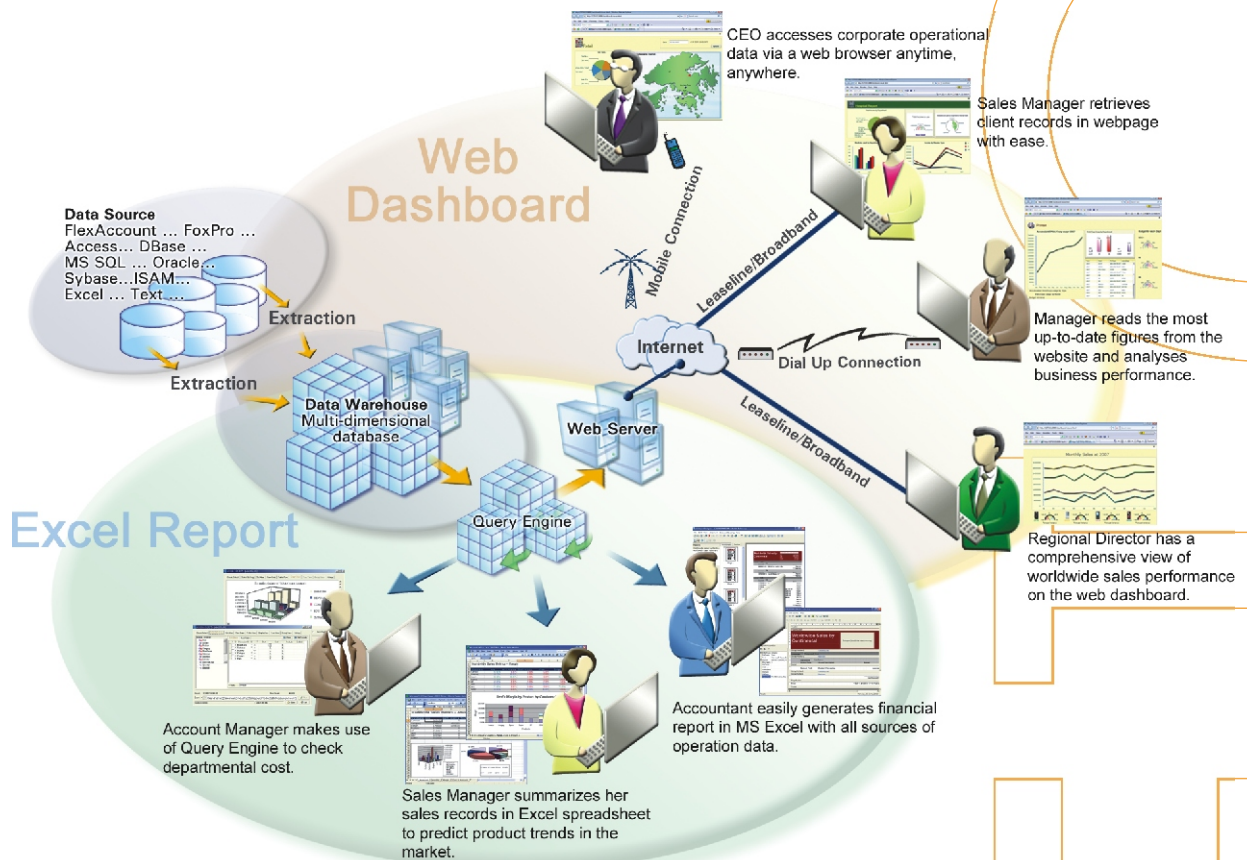 CEO accesses corporate operational
data via a web browser anytime,
anywhere.
Sales Manager retrieves
client records in webpage
with ease.
Web
Dashboard
Data Source
FlexAccount ... FoxPro ...
Access... DBase ...
MS SQL ... Oracle...
Sybase...ISAM...
Excel ... Text ...
Extraction
Extraction
Mobile Connection
Leaseline/Broadband
Internet
Dial Up Connection
Manager reads the most
up-to-date figures from the
website and analyses
business performance.
Data Warehouse
Multi-dimensional
database
Web Server
Leaseline/Broadband
Query Engine
Excel Report
Regional Director has a
comprehensive view of
worldwide sales performance
on the web dashboard.
Account Manager makes use
of Query Engine to check
departmental cost.
Accountant easily generates financial
report in MS Excel with all sources of
operation data.
Sales Manager summarizes her
sales records in Excel spreadsheet
to predict product trends in the
market.